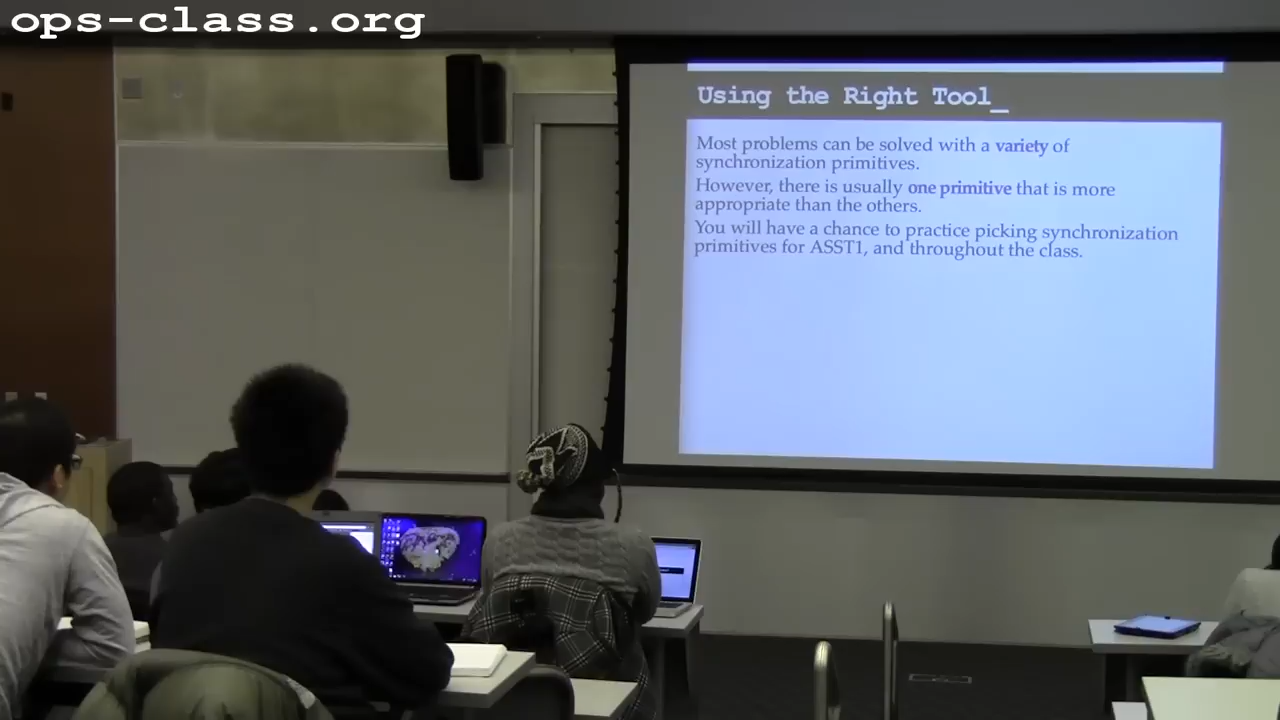 ops-class.org
Using the Right Tool_
Most problems can be solved with a variety of
synchronization primitives.
However, there is usually one primitive that is more
appropriate than the others.
You will have a chance to practice picking synchronization
primitives for ASST1, and throughout the class.